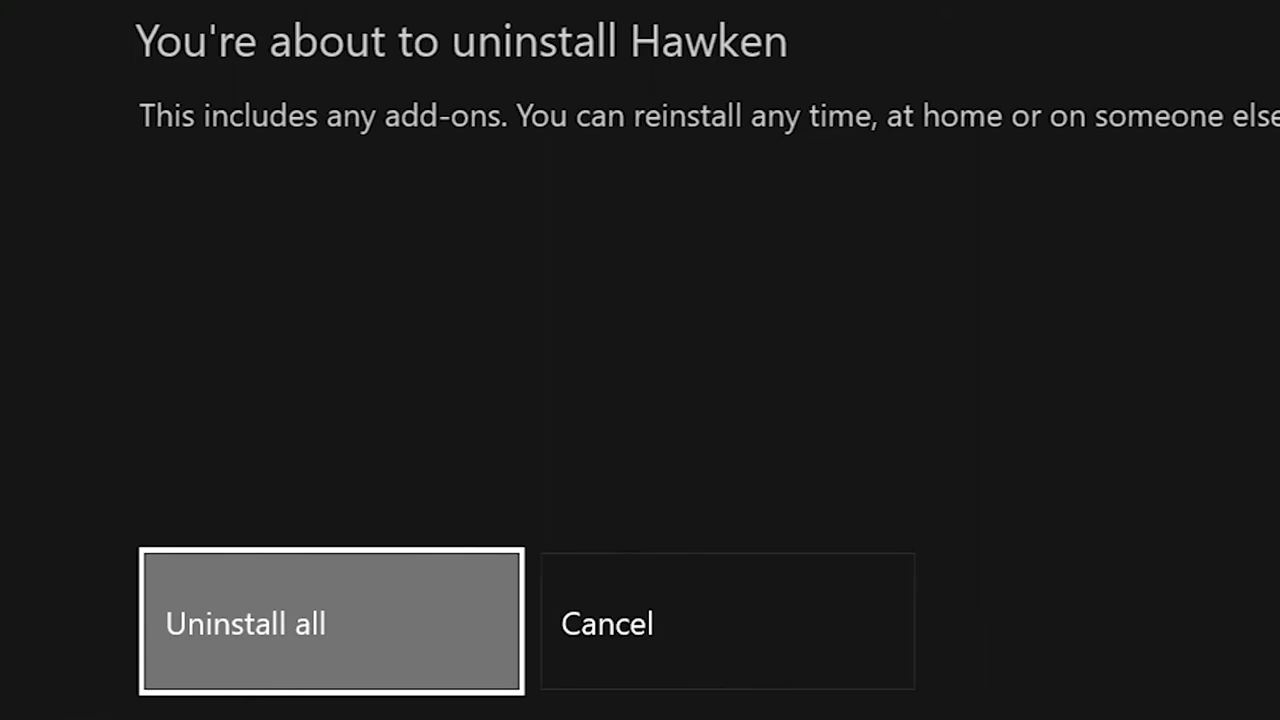 You're about to uninstall Hawken
This includes any add-ons. You can reinstall any time, at home or on someone else
Uninstall all
Cancel